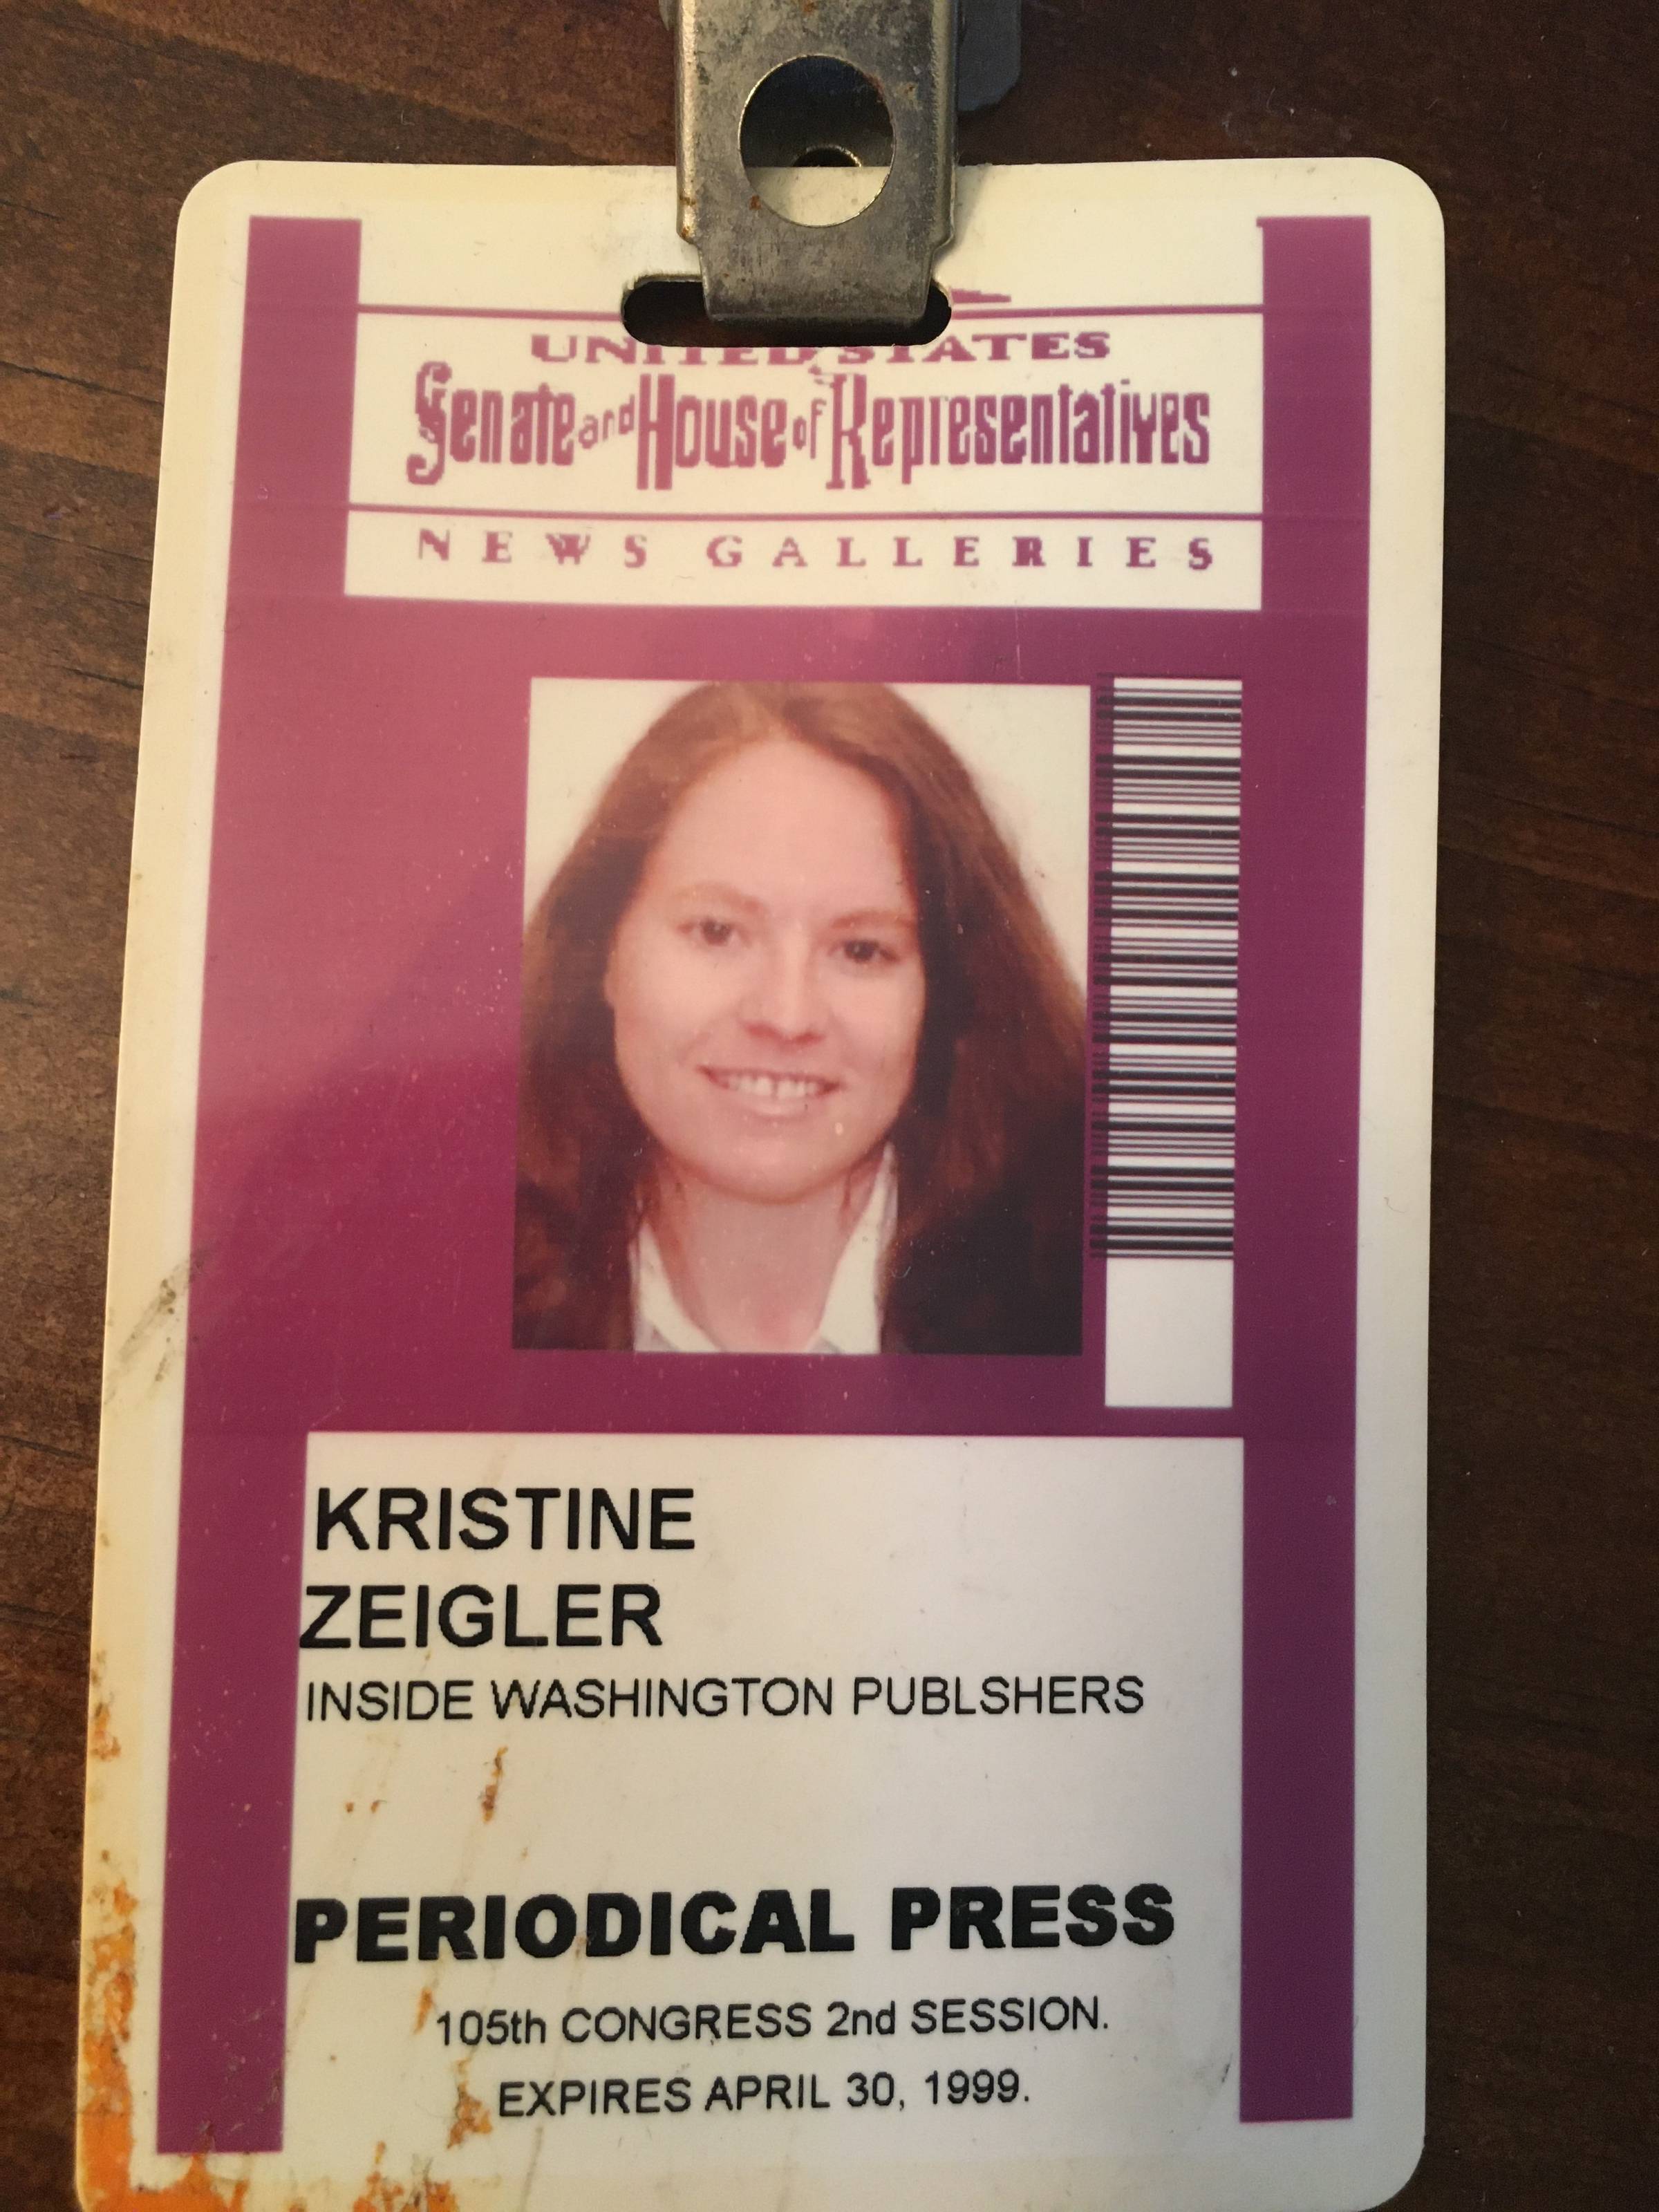 UNITED STATES
Senate and House of Representatives
NEWS GALLERIES
KRISTINE
ZEIGLER
INSIDE WASHINGTON PUBLSHERS
PERIODICAL PRESS
105th CONGRESS 2nd SESSION.
EXPIRES APRIL 30, 1999.